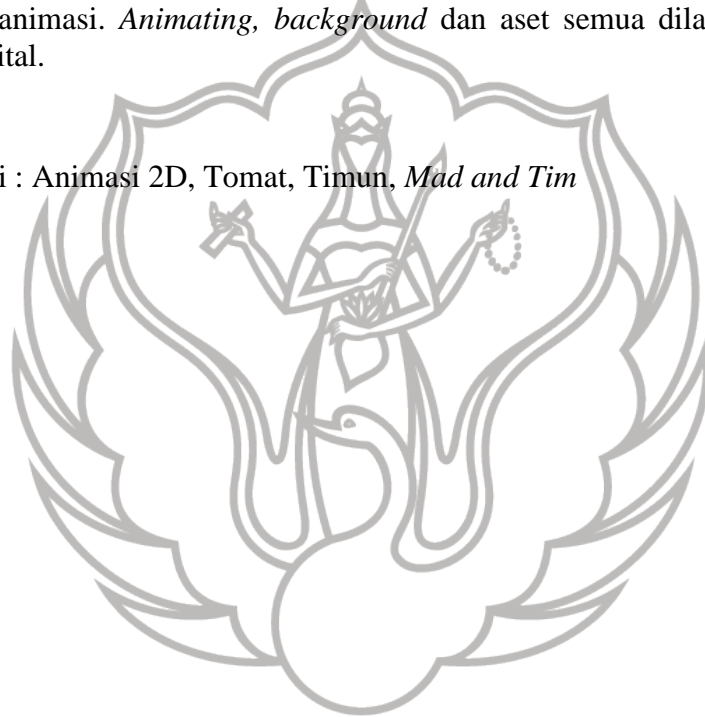 animasi. Animating, background dan aset semua dila
ital.
i : Animasi 2D, Tomat, Timun, Mad and Tim